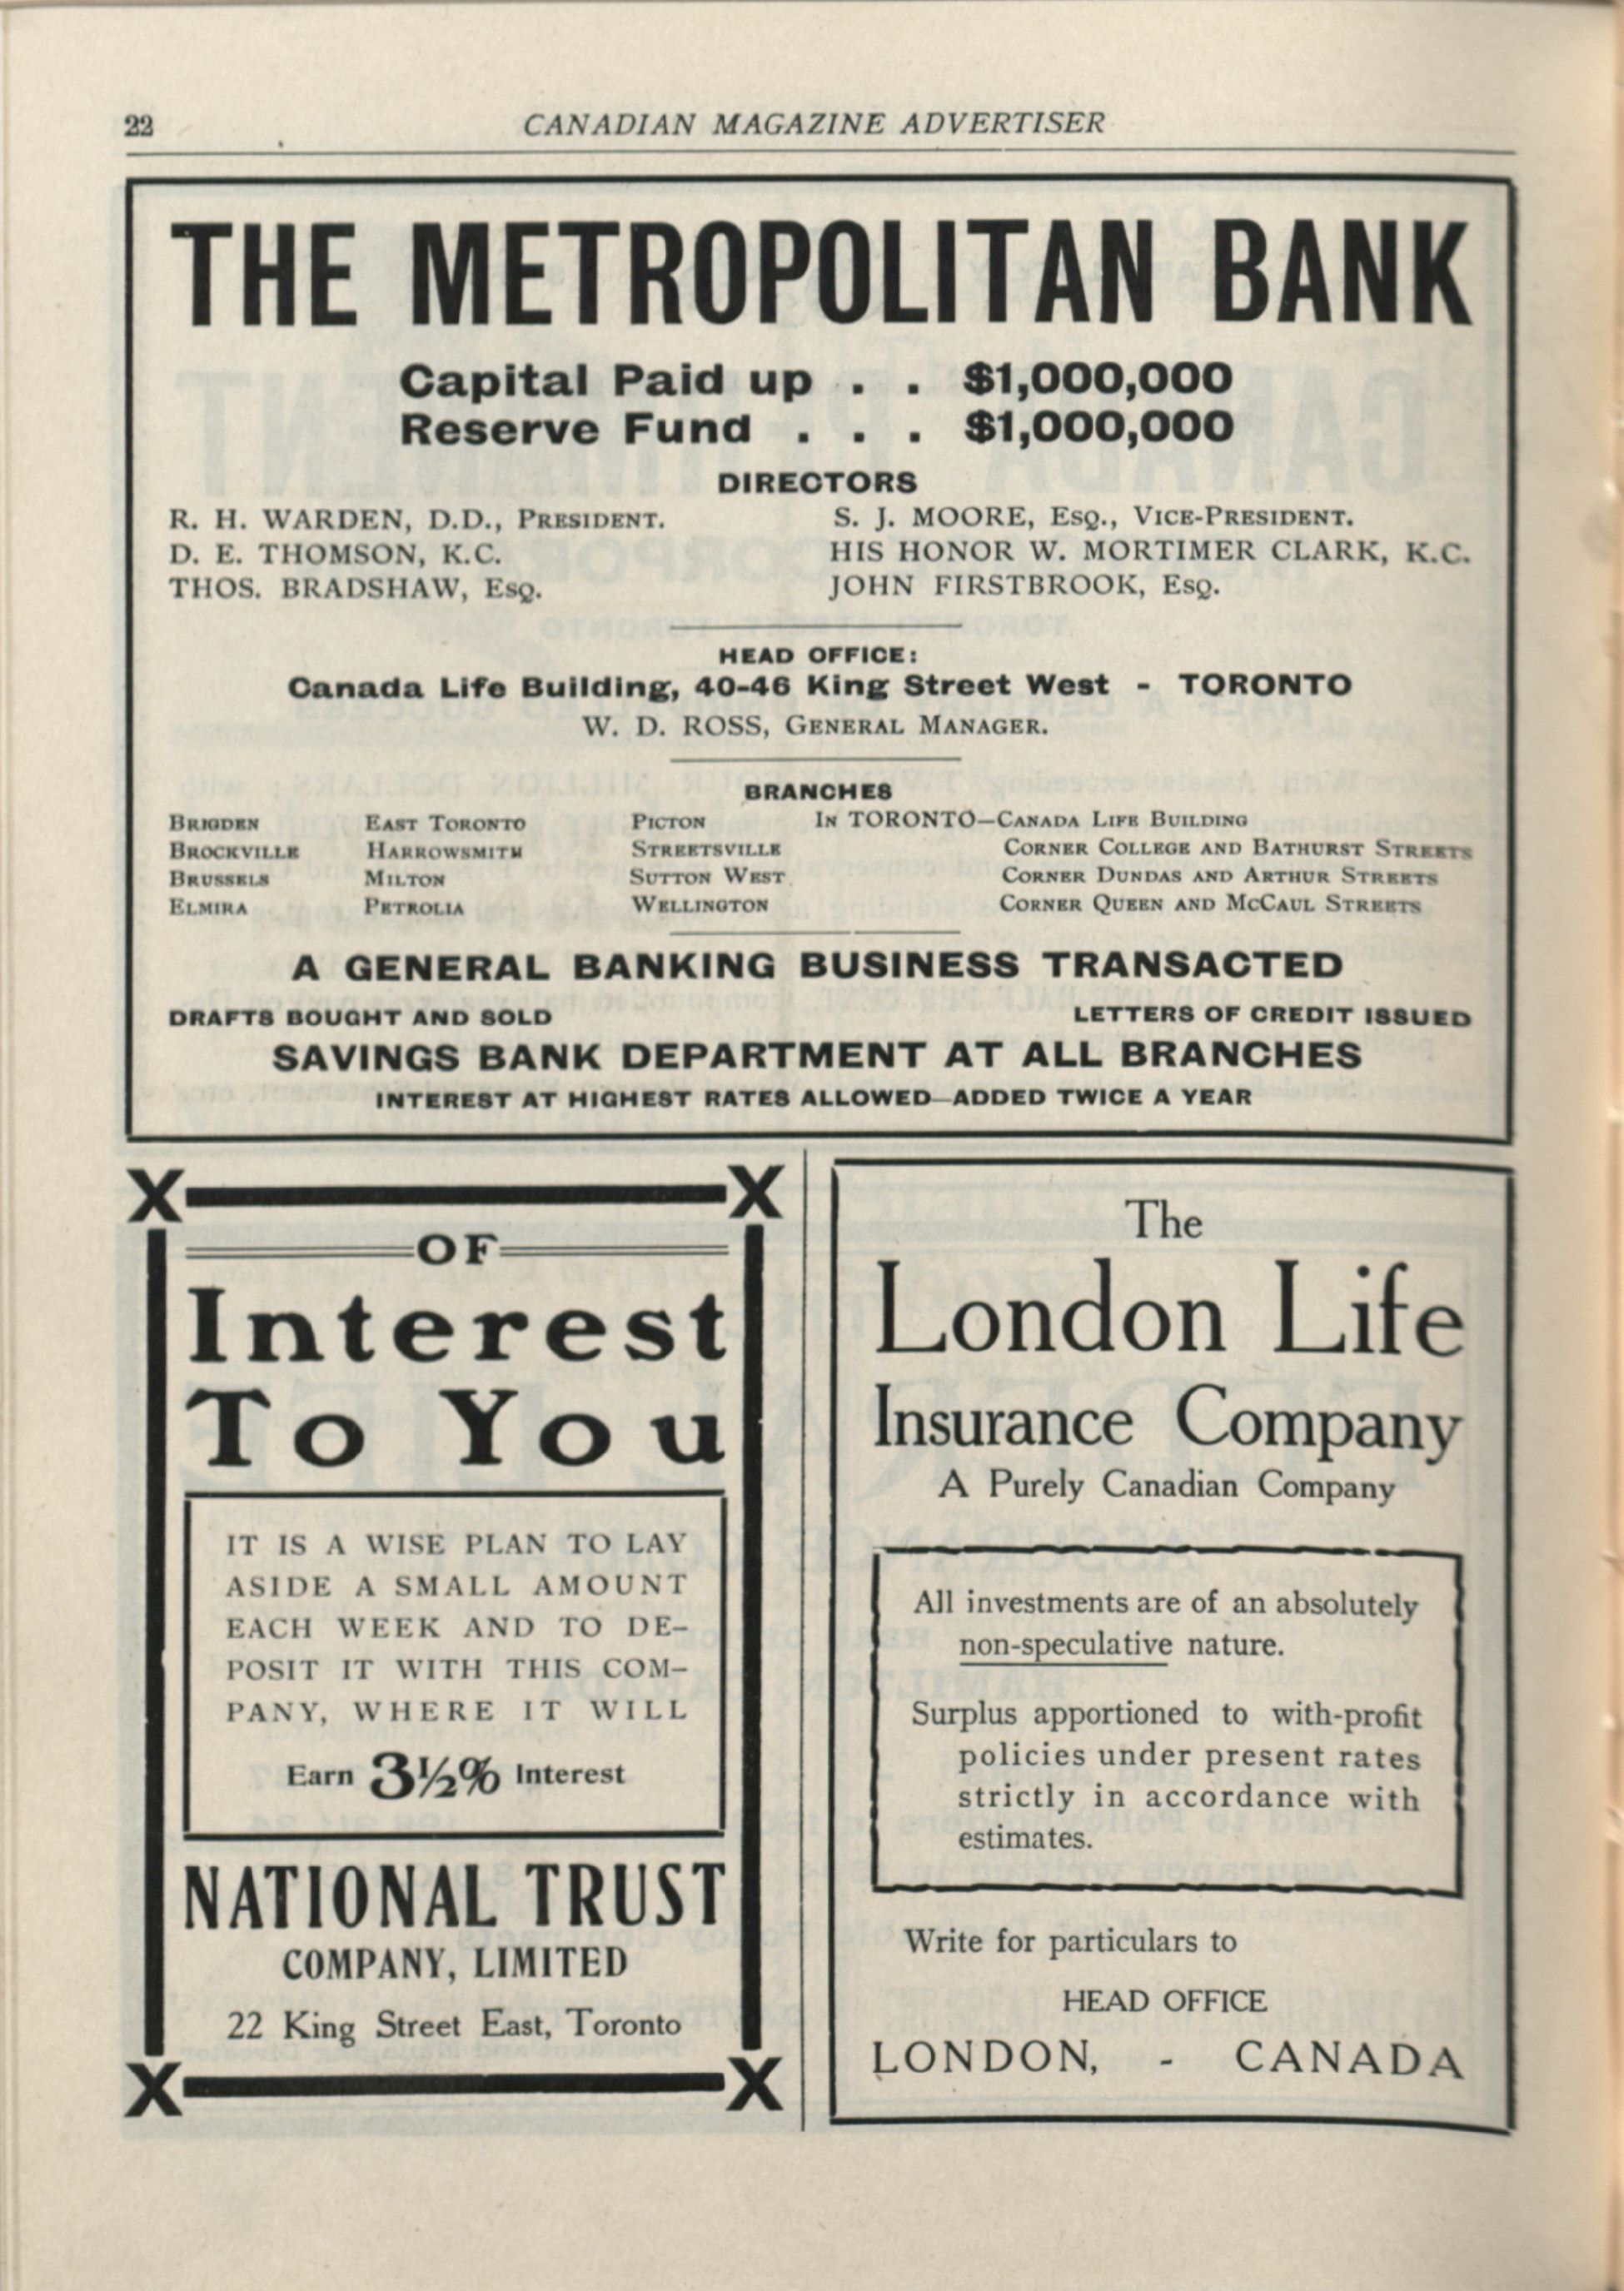 22
CANADIAN MAGAZINE ADVERTISER
THE METROPOLITAN BANK
Capital Paid up . . $1,000,000
Reserve Fund . . . $1,000,000
DIRECTORS
R. H. WARDEN, D.D., PRESIDENT.
S. J. MOORE, ESQ., VICE-PRESIDENT.
D. E. THOMSON, K.C.
HIS HONOR W. MORTIMER CLARK, K.C.
THOS. BRADSHAW, ESQ.
JOHN FIRSTBROOK, ESQ.
HEAD OFFICE:
Canada Life Building, 40-46 King Street West - TORONTO
W. D. ROSS, GENERAL MANAGER.
BRANCHES
BRIGDEN EAST TORONTO PICTON IN TORONTO—CANADA LIFE BUILDING
BROCKVILLE HARROWSMITH STREETSVILLE CORNER COLLEGE AND BATHURST STREETS
BRUSSELS MILTON SUTTON WEST CORNER DUNDAS AND ARTHUR STREETS
ELMIRA PETROLIA WELLINGTON CORNER QUEEN AND MCCAUL STREETS
A GENERAL BANKING BUSINESS TRANSACTED
DRAFTS BOUGHT AND SOLD LETTERS OF CREDIT ISSUED
SAVINGS BANK DEPARTMENT AT ALL BRANCHES
INTEREST AT HIGHEST RATES ALLOWED—ADDED TWICE A YEAR
X X
OF
Interest
To You
IT IS A WISE PLAN TO LAY
ASIDE A SMALL AMOUNT
EACH WEEK AND TO DE-
POSIT IT WITH THIS COM-
PANY, WHERE IT WILL
Earn 3½% Interest
NATIONAL TRUST
COMPANY, LIMITED
22 King Street East, Toronto
X X
The
London Life
Insurance Company
A Purely Canadian Company
All investments are of an absolutely
non-speculative nature.
Surplus apportioned to with-profit
policies under present rates
strictly in accordance with
estimates.
Write for particulars to
HEAD OFFICE
LONDON, - CANADA